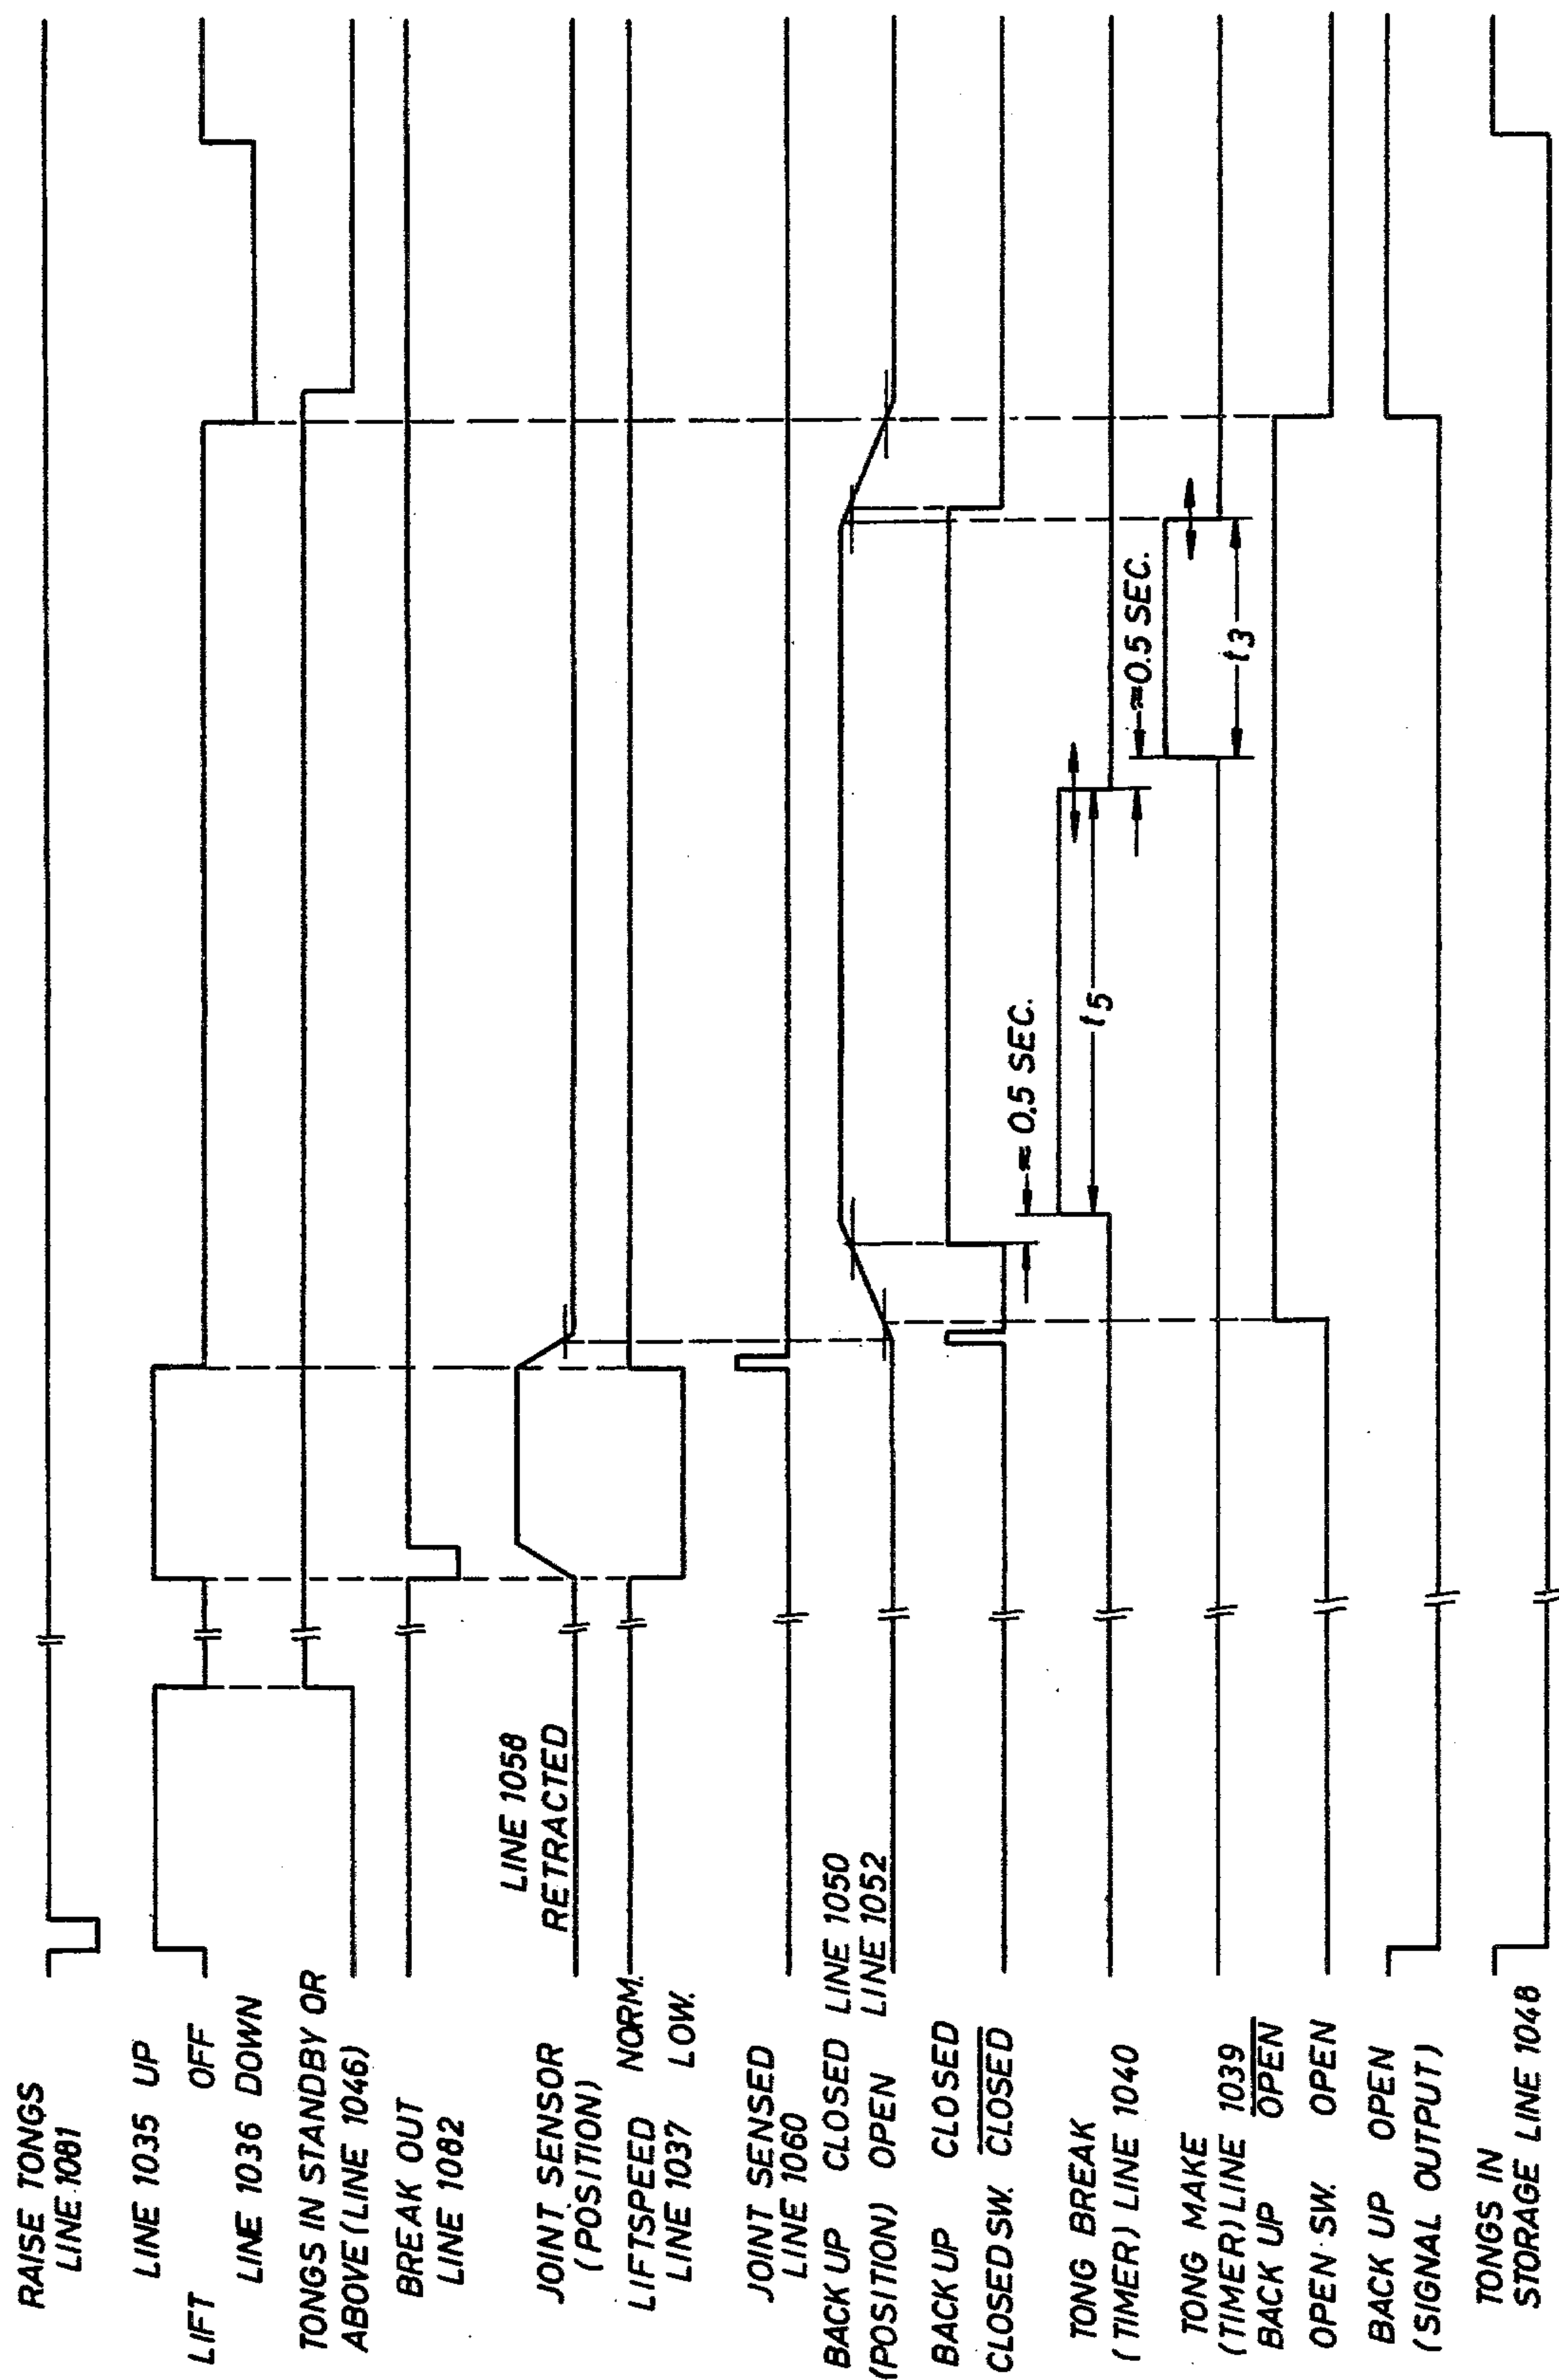 RAISE TONGS
LINE 1081
LINE 1035 UP
LIFT OFF
LINE 1036 DOWN
TONGS IN STANDBY OR
ABOVE (LINE 1046)
BREAK OUT
LINE 1082
LINE 1058
RETRACTED
JOINT SENSOR
(POSITION)
LIFTSPEED NORM.
LINE 1037 LOW.
JOINT SENSED
LINE 1060
BACK UP CLOSED LINE 1050
(POSITION) OPEN LINE 1052
BACK UP CLOSED
CLOSED SW. CLOSED
≈ 0.5 SEC.
TONG BREAK
(TIMER) LINE 1040
t5
≈0.5 SEC.
TONG MAKE
(TIMER) LINE 1039
t3
BACK UP OPEN
OPEN SW. OPEN
BACK UP OPEN
(SIGNAL OUTPUT)
TONGS IN
STORAGE LINE 1048